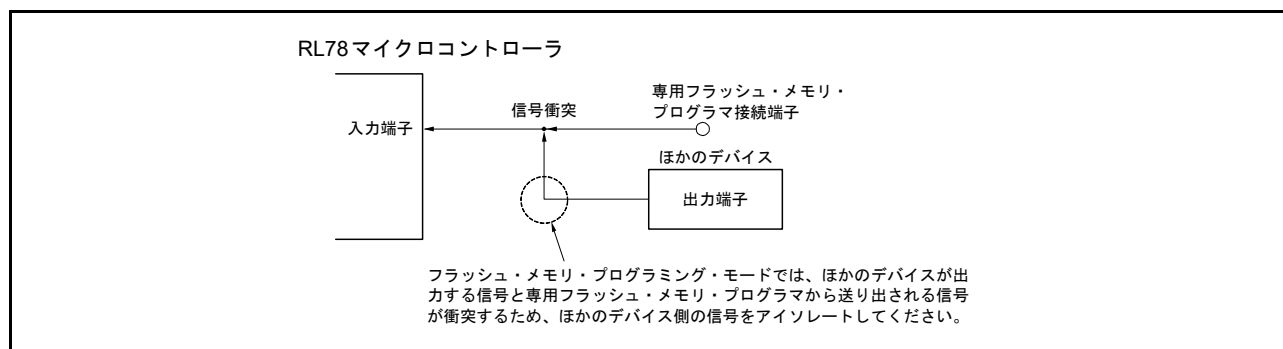 RL78マイクロコントローラ
専用フラッシュ・メモリ・
プログラマ接続端子
信号衝突
入力端子
ほかのデバイス
出力端子
フラッシュ・メモリ・プログラミング・モードでは、ほかのデバイスが出
力する信号と専用フラッシュ・メモリ・プログラマから送り出される信号
が衝突するため、ほかのデバイス側の信号をアイソレートしてください。